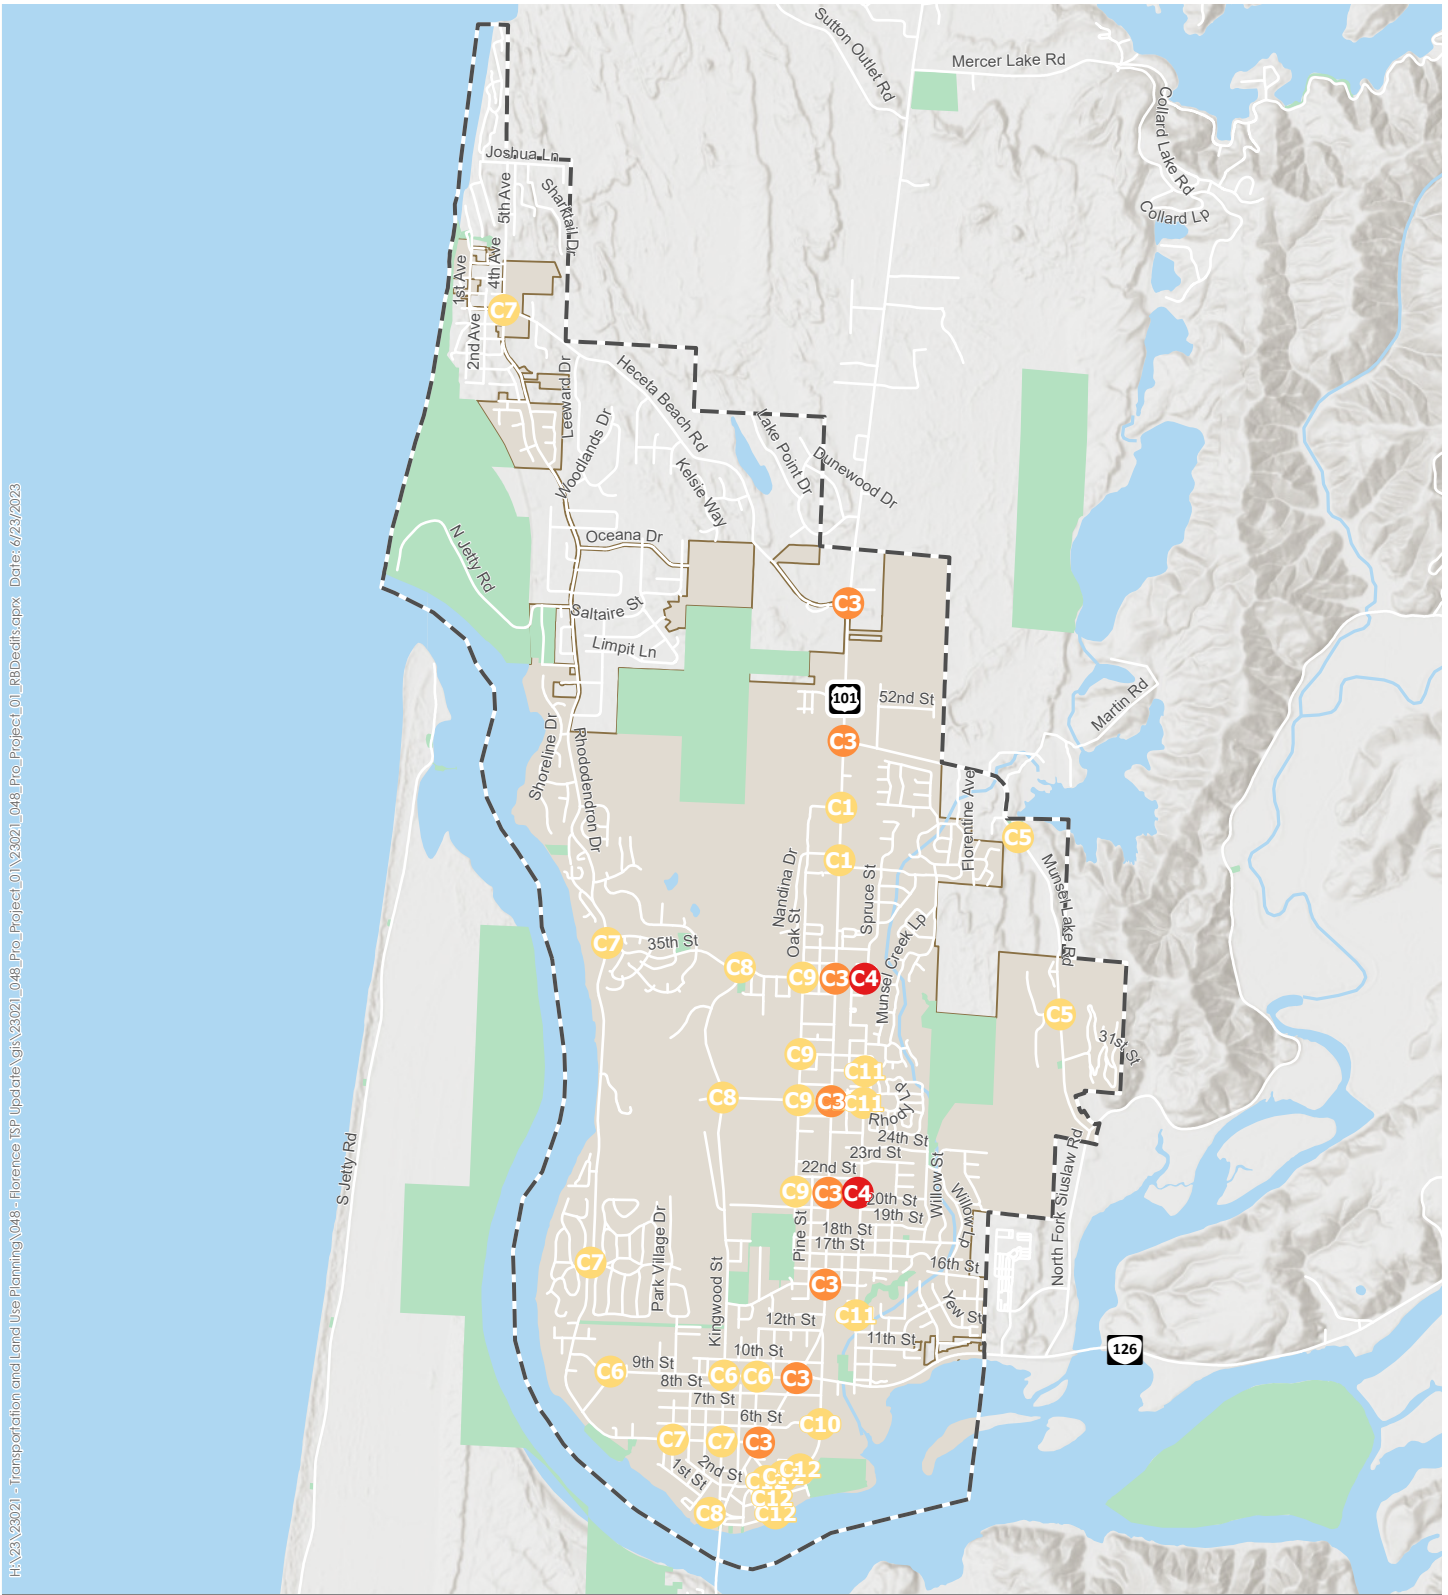 Sutton Outlet Rd
Mercer Lake Rd
Collard Lake Rd
Collard Lp
Joshua Ln
5th Ave
Sharktail Dr
4th Ave
1st Ave
C7
2nd Ave
Leeward Dr
Heceta Beach Rd
Woodlands Dr
Kelsie Way
Lake Point Dr
Dunewood Dr
N Jetty Rd
Oceana Dr
Saltaire St
Limpit Ln
C3
101
52nd St
Martin Rd
C3
Shoreline Dr
Rhododendron Dr
Florentine Ave
C1
C5
C1
Munsel Lake Rd
Nandina Dr
Oak St
Spruce St
Munsel Creek Lp
C7
35th St
C8
C9
C3
C4
C5
31st St
C9
C11
C8
C9
C3
C11
Rhody Lp
24th St
23rd St
22nd St
C9
C3
C4
20th St
19th St
18th St
17th St
Pine St
Willow St
Willow Lp
North Fork Siuslaw Rd
S Jetty Rd
Park Village Dr
Kingwood St
C7
16th St
C3
Yew St
12th St
C11
11th St
126
10th St
9th St
C6
C6
C6
C3
8th St
7th St
6th St
C10
C7
C7
C3
2nd St
1st St
C12
C12
C12
C12
C8
C12
H:\23\23021 - Transportation and Land Use Planning\048 - Florence TSP Update\gis\23021_048_Pro_Project_01\23021_048_Pro_Project_01_RBDedits.aprx Date: 6/23/2023